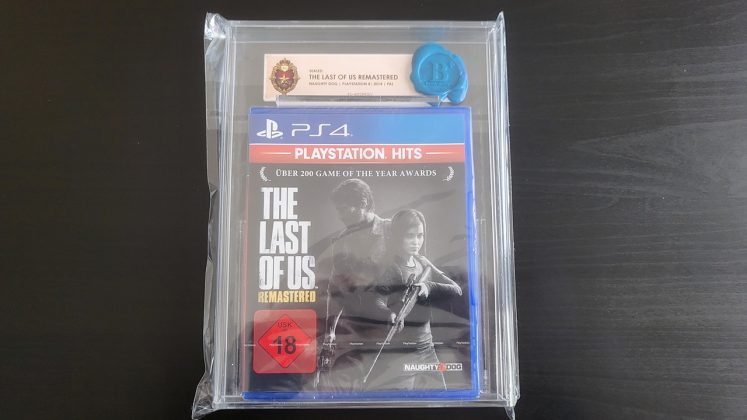 SEALED
THE LAST OF US REMASTERED
NAUGHTY DOG | PLAYSTATION 4 | 2014 | PAL
B
PS4
PLAYSTATION HITS
ÜBER 200 GAME OF THE YEAR AWARDS
THE
LAST
OF US
REMASTERED
USK
18
NAUGHTY DOG